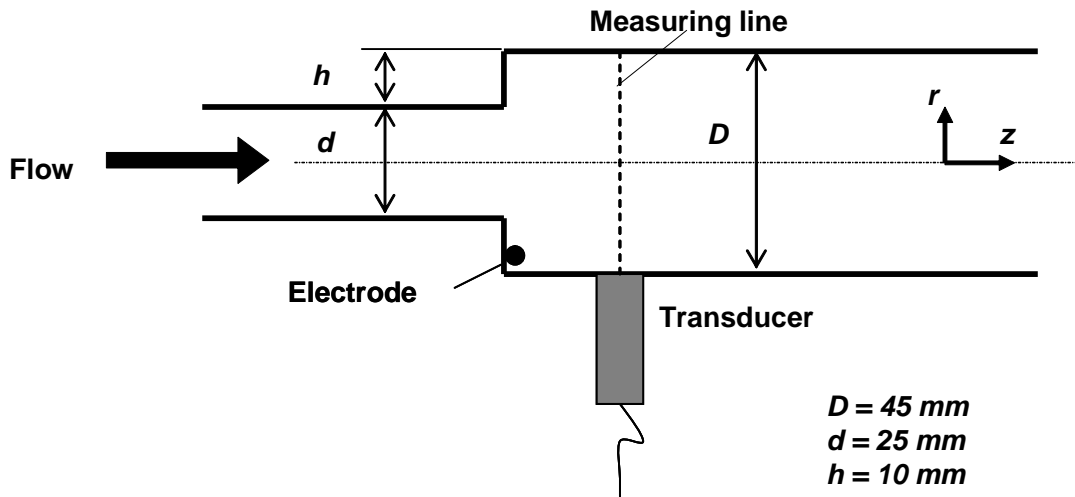 Measuring line
h
d
D
r
z
Flow
Electrode
Transducer
D = 45 mm
d = 25 mm
h = 10 mm